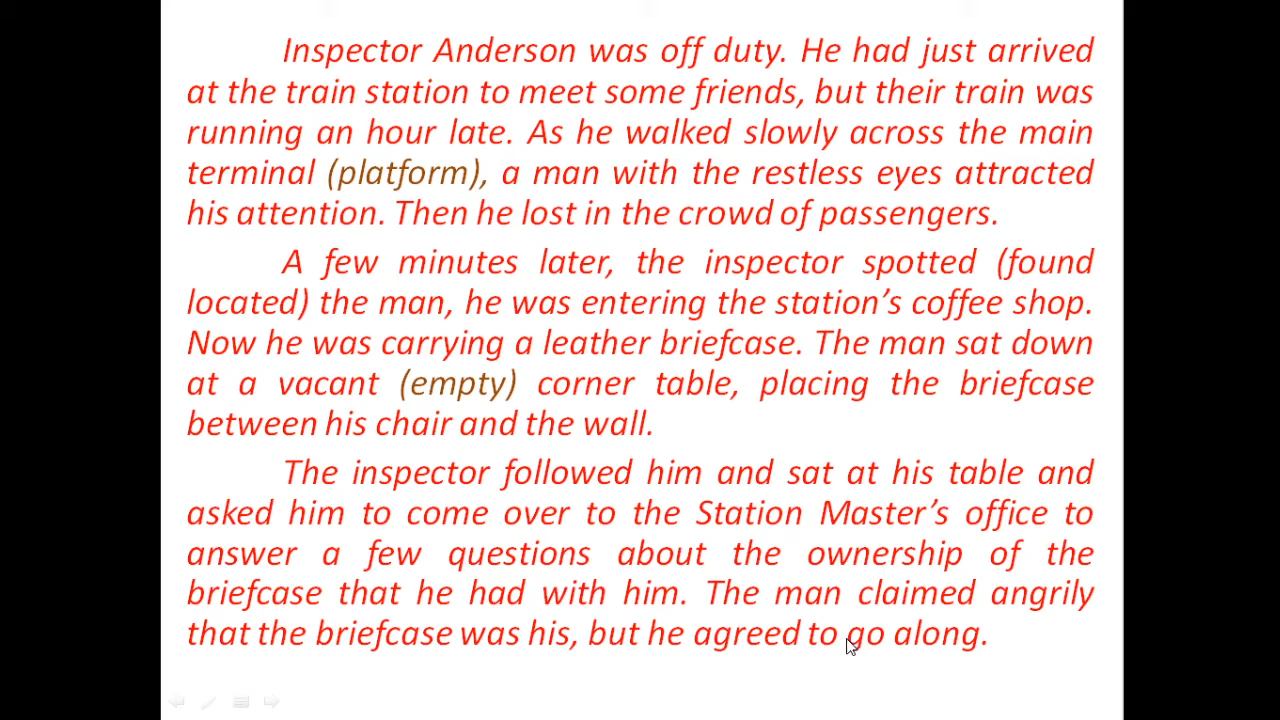 Inspector Anderson was off duty. He had just arrived
at the train station to meet some friends, but their train was
running an hour late. As he walked slowly across the main
terminal (platform), a man with the restless eyes attracted
his attention. Then he lost in the crowd of passengers.
A few minutes later, the inspector spotted (found
located) the man, he was entering the station’s coffee shop.
Now he was carrying a leather briefcase. The man sat down
at a vacant (empty) corner table, placing the briefcase
between his chair and the wall.
The inspector followed him and sat at his table and
asked him to come over to the Station Master’s office to
answer a few questions about the ownership of the
briefcase that he had with him. The man claimed angrily
that the briefcase was his, but he agreed to go along.